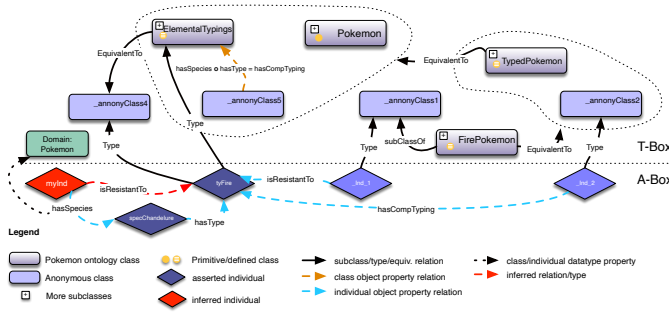 ElementalTypings
Pokemon
EquivalentTo
hasSpecies o hasType = hasCompTyping
EquivalentTo
TypedPokemon
_annonyClass4
_annonyClass5
_annonyClass1
_annonyClass2
Type
Type
Type
subClassOf
FirePokemon
EquivalentTo
Type
Domain:
Pokemon
T-Box
A-Box
myInd
isResistantTo
tyFire
isResistantTo
_Ind_1
_Ind_2
hasSpecies
specChandelure
hasType
hasCompTyping
Legend
Pokemon ontology class
Primitive/defined class
subclass/type/equiv. relation
class/individual datatype property
Anonymous class
asserted individual
class object property relation
inferred relation/type
More subclasses
inferred individual
individual object property relation